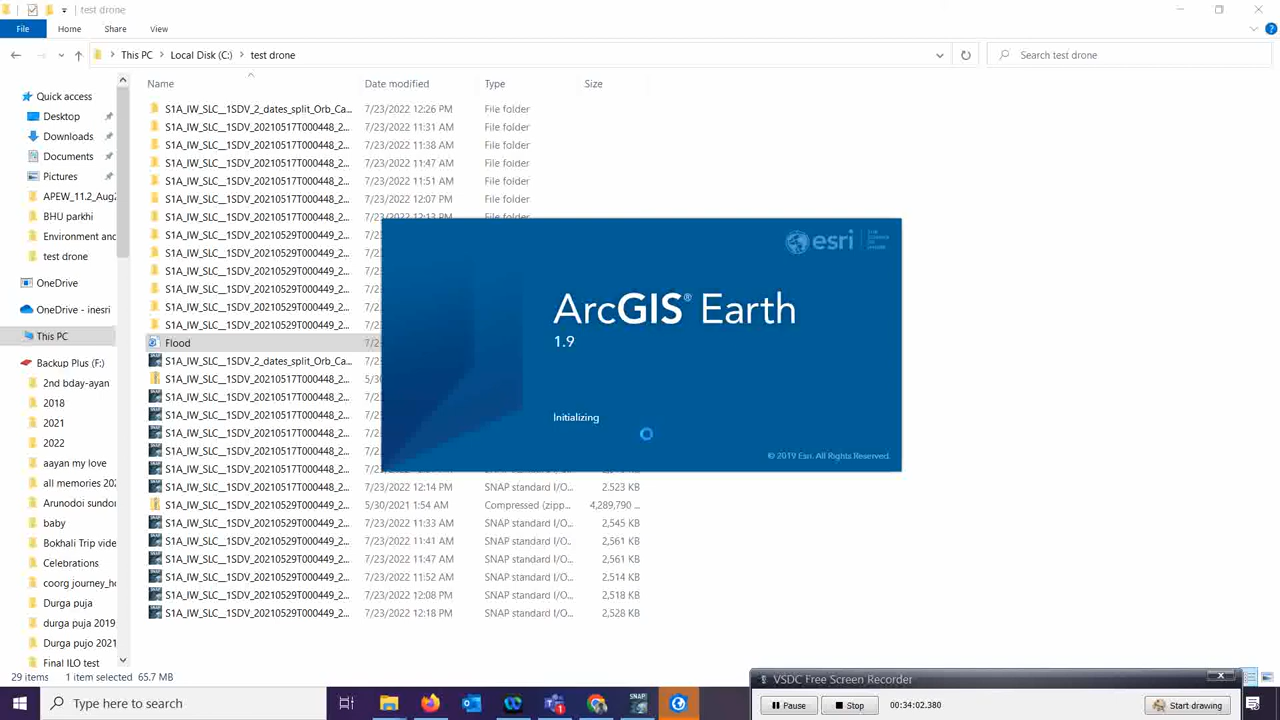 test drone
File Home Share View
This PC Local Disk (C:) test drone Search test drone
Name Date modified Type Size
Quick access
Desktop
Downloads
Documents
Pictures
APEW_11.2_Aug2
BHU parkhi
Environment and
test drone
OneDrive
OneDrive - inesri
This PC
Backup Plus (F:)
2nd bday-ayan
2018
2021
2022
aayan my love
all memories 202
Arunodoi sundor
baby
Bokhali Trip vide
Celebrations
coorg journey_ho
Durga puja
durga puja 2019
Durga pujo 2021
Final ILO test
S1A_IW_SLC__1SDV_2_dates_split_Orb_Ca... 7/23/2022 12:26 PM File folder
S1A_IW_SLC__1SDV_20210517T000448_2... 7/23/2022 11:31 AM File folder
S1A_IW_SLC__1SDV_20210517T000448_2... 7/23/2022 11:38 AM File folder
S1A_IW_SLC__1SDV_20210517T000448_2... 7/23/2022 11:47 AM File folder
S1A_IW_SLC__1SDV_20210517T000448_2... 7/23/2022 11:51 AM File folder
S1A_IW_SLC__1SDV_20210517T000448_2... 7/23/2022 12:07 PM File folder
S1A_IW_SLC__1SDV_20210517T000448_2... 7/23/2022 12:13 PM File folder
S1A_IW_SLC__1SDV_20210529T000449_2...
S1A_IW_SLC__1SDV_20210529T000449_2...
S1A_IW_SLC__1SDV_20210529T000449_2...
S1A_IW_SLC__1SDV_20210529T000449_2...
S1A_IW_SLC__1SDV_20210529T000449_2...
S1A_IW_SLC__1SDV_20210529T000449_2...
Flood
S1A_IW_SLC__1SDV_2_dates_split_Orb_Ca...
S1A_IW_SLC__1SDV_20210517T000448_2...
S1A_IW_SLC__1SDV_20210517T000448_2...
S1A_IW_SLC__1SDV_20210517T000448_2...
S1A_IW_SLC__1SDV_20210517T000448_2...
S1A_IW_SLC__1SDV_20210517T000448_2...
S1A_IW_SLC__1SDV_20210517T000448_2...
S1A_IW_SLC__1SDV_20210517T000448_2... 7/23/2022 12:14 PM SNAP standard I/O... 2,523 KB
S1A_IW_SLC__1SDV_20210529T000449_2... 5/30/2021 1:54 AM Compressed (zipp... 4,289,790 ...
S1A_IW_SLC__1SDV_20210529T000449_2... 7/23/2022 11:33 AM SNAP standard I/O... 2,545 KB
S1A_IW_SLC__1SDV_20210529T000449_2... 7/23/2022 11:41 AM SNAP standard I/O... 2,561 KB
S1A_IW_SLC__1SDV_20210529T000449_2... 7/23/2022 11:47 AM SNAP standard I/O... 2,561 KB
S1A_IW_SLC__1SDV_20210529T000449_2... 7/23/2022 11:52 AM SNAP standard I/O... 2,514 KB
S1A_IW_SLC__1SDV_20210529T000449_2... 7/23/2022 12:08 PM SNAP standard I/O... 2,518 KB
S1A_IW_SLC__1SDV_20210529T000449_2... 7/23/2022 12:18 PM SNAP standard I/O... 2,528 KB
esri
ArcGIS® Earth
1.9
Initializing
© 2019 Esri. All Rights Reserved.
29 items 1 item selected 65.7 MB
VSDC Free Screen Recorder
Pause Stop 00:34:02.380 Start drawing
Type here to search
SNAP